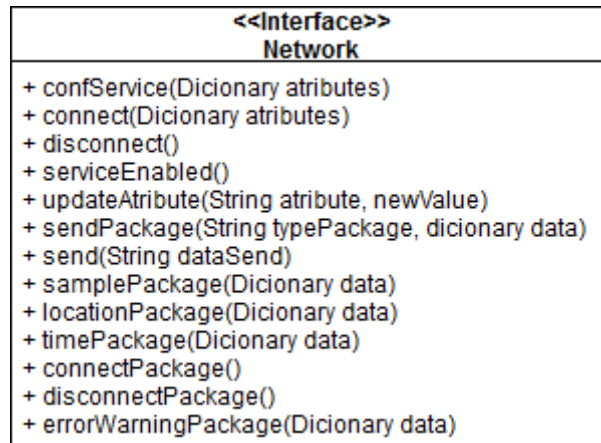 <<Interface>>
Network
+ confService(Dicionary atributes)
+ connect(Dicionary atributes)
+ disconnect()
+ serviceEnabled()
+ updateAtribute(String atribute, newValue)
+ sendPackage(String typePackage, dicionary data)
+ send(String dataSend)
+ samplePackage(Dicionary data)
+ locationPackage(Dicionary data)
+ timePackage(Dicionary data)
+ connectPackage()
+ disconnectPackage()
+ errorWarningPackage(Dicionary data)